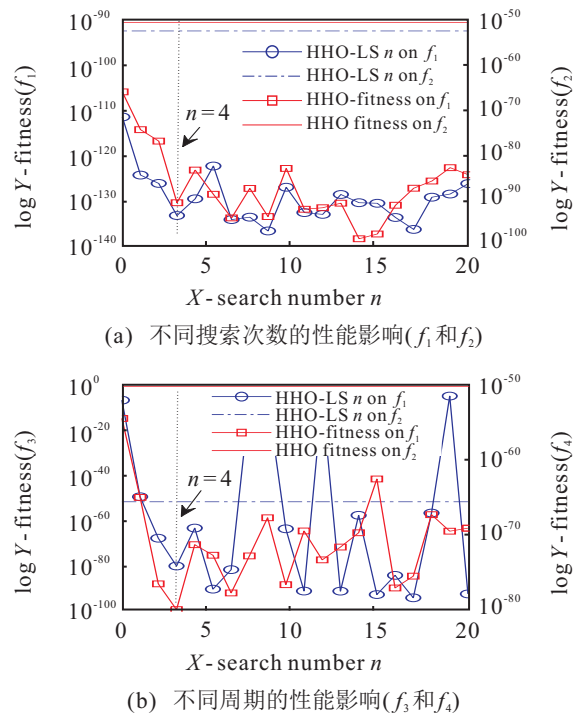 10^-90
10^-100
10^-110
10^-120
10^-130
10^-140
log Y-fitness(f₁)
HHO-LS n on f₁
HHO-LS n on f₂
HHO-fitness on f₁
HHO fitness on f₂
n=4
10^-50
10^-60
10^-70
10^-80
10^-90
10^-100
log Y-fitness(f₂)
0 5 10 15 20
X-search number n
(a) 不同搜索次数的性能影响(f₁和f₂)
10^0
10^-20
10^-40
10^-60
10^-80
10^-100
log Y-fitness(f₃)
HHO-LS n on f₁
HHO-LS n on f₂
HHO-fitness on f₁
HHO fitness on f₂
n=4
10^-50
10^-60
10^-70
10^-80
log Y-fitness(f₄)
0 5 10 15 20
X-search number n
(b) 不同周期的性能影响(f₃和f₄)